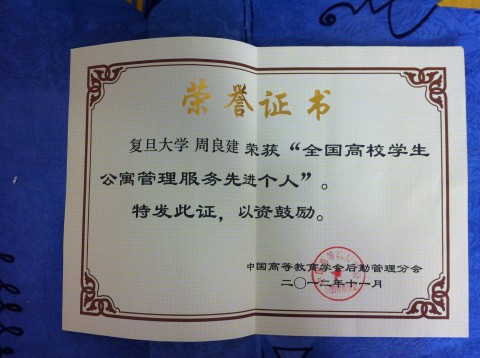 荣誉证书
复旦大学 周良建 荣获“全国高校学生
公寓管理服务先进个人”。
特发此证，以资鼓励。
中国高等教育学会后勤管理分会
二〇一二年十一月